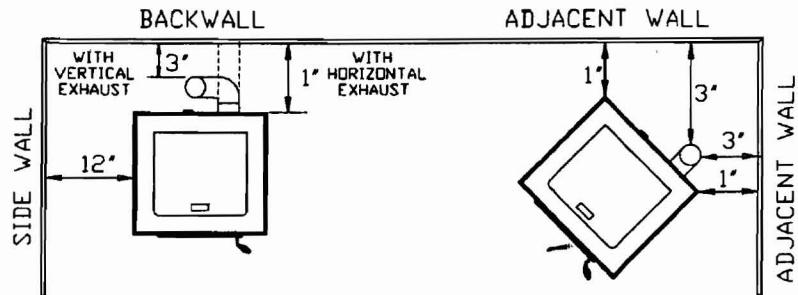 BACKWALL
ADJACENT WALL
WITH
VERTICAL
EXHAUST
3"
1"
WITH
HORIZONTAL
EXHAUST
1"
3"
SIDE WALL
12"
3"
1"
ADJACENT WALL